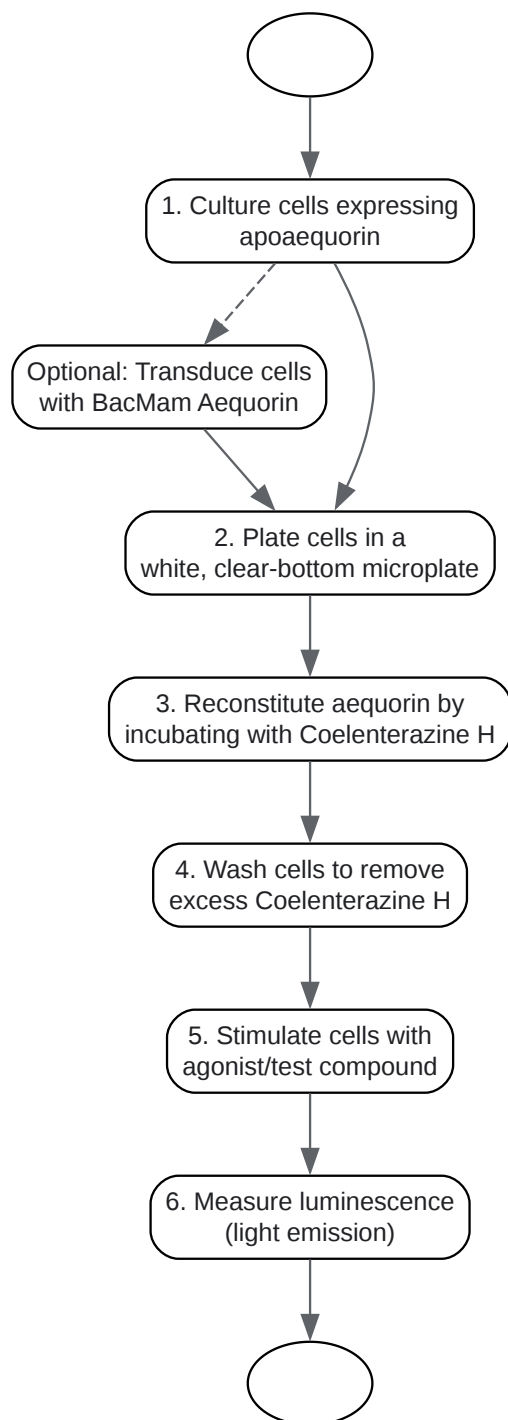 1. Culture cells expressing
apoaequorin
Optional: Transduce cells
with BacMam Aequorin
2. Plate cells in a
white, clear-bottom microplate
3. Reconstitute aequorin by
incubating with Coelenterazine H
4. Wash cells to remove
excess Coelenterazine H
5. Stimulate cells with
agonist/test compound
6. Measure luminescence
(light emission)